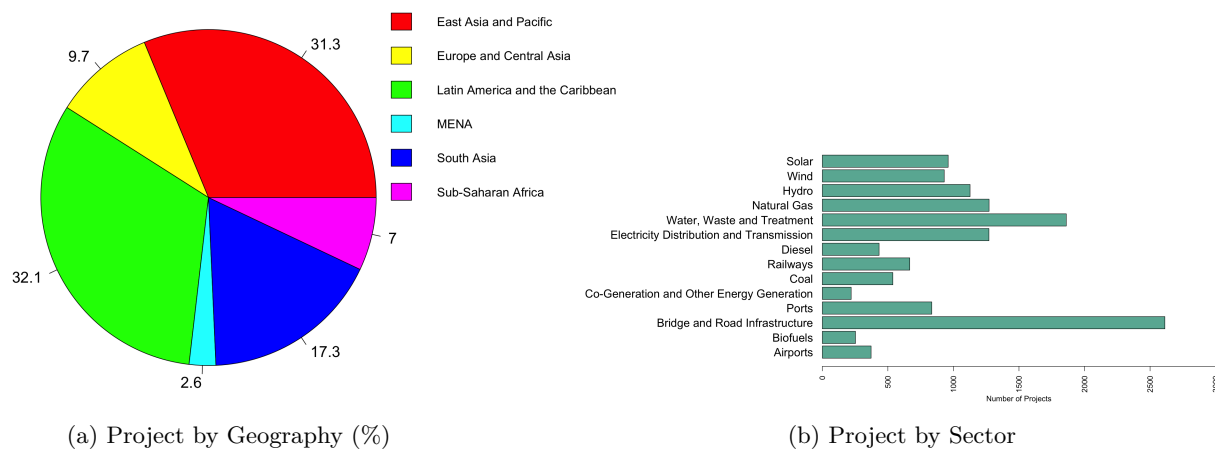 31.3
9.7
32.1
2.6
17.3
7
East Asia and Pacific
Europe and Central Asia
Latin America and the Caribbean
MENA
South Asia
Sub-Saharan Africa
(a) Project by Geography (%)
Solar
Wind
Hydro
Natural Gas
Water, Waste and Treatment
Electricity Distribution and Transmission
Diesel
Railways
Coal
Co-Generation and Other Energy Generation
Ports
Bridge and Road Infrastructure
Biofuels
Airports
0
500
1000
1500
2000
2500
3000
Number of Projects
(b) Project by Sector